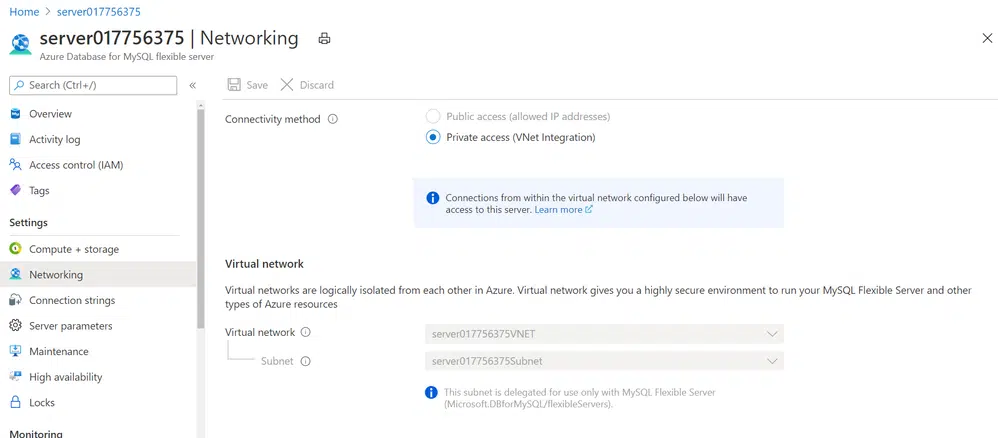 Home > server017756375
server017756375 | Networking
Azure Database for MySQL flexible server
Search (Ctrl+/)
«
Save
Discard
Overview
Activity log
Access control (IAM)
Tags
Settings
Compute + storage
Networking
Connection strings
Server parameters
Maintenance
High availability
Locks
Monitoring
Connectivity method
Public access (allowed IP addresses)
Private access (VNet Integration)
Connections from within the virtual network configured below will have
access to this server. Learn more
Virtual network
Virtual networks are logically isolated from each other in Azure. Virtual network gives you a highly secure environment to run your MySQL Flexible Server and other
types of Azure resources
Virtual network
server017756375VNET
Subnet
server017756375Subnet
This subnet is delegated for use only with MySQL Flexible Server
(Microsoft.DBforMySQL/flexibleServers).